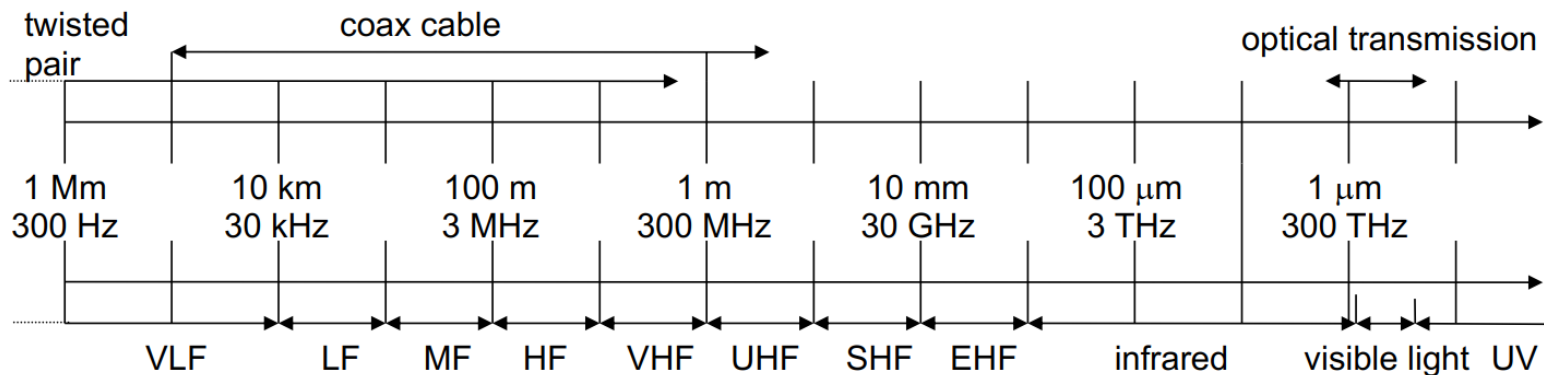 twisted
pair
coax cable
optical transmission
1 Mm 10 km 100 m 1 m 10 mm 100 μm 1 μm
300 Hz 30 kHz 3 MHz 300 MHz 30 GHz 3 THz 300 THz
VLF LF MF HF VHF UHF SHF EHF infrared visible light UV